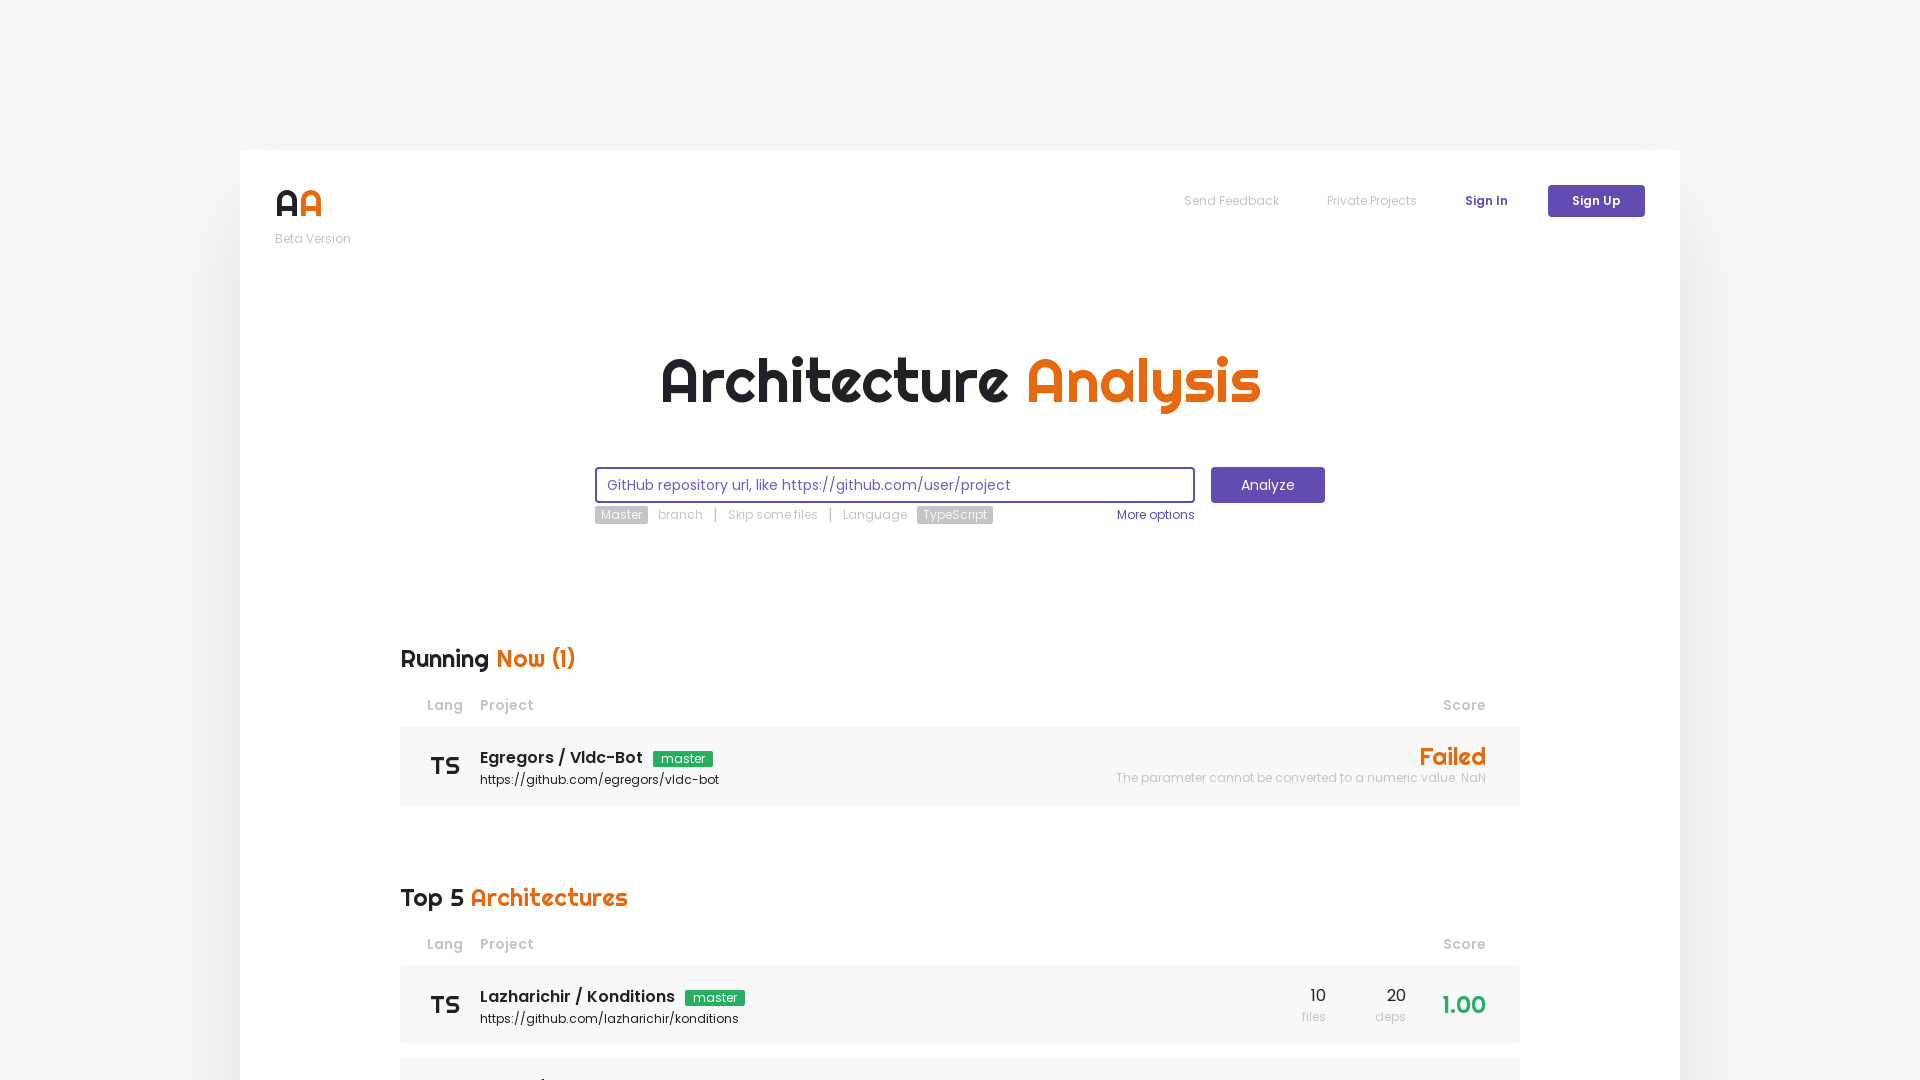 AA
Beta Version
Send Feedback
Private Projects
Sign In
Sign Up
Architecture Analysis
GitHub repository url, like https://github.com/user/project
Analyze
Master branch | Skip some files | Language TypeScript
More options
Running Now (1)
Lang Project Score
TS
Egregors / Vldc-Bot master
https://github.com/egregors/vldc-bot
Failed
The parameter cannot be converted to a numeric value: NaN
Top 5 Architectures
Lang Project Score
TS
Lazharichir / Konditions master
https://github.com/lazharichir/konditions
10 files
20 deps
1.00